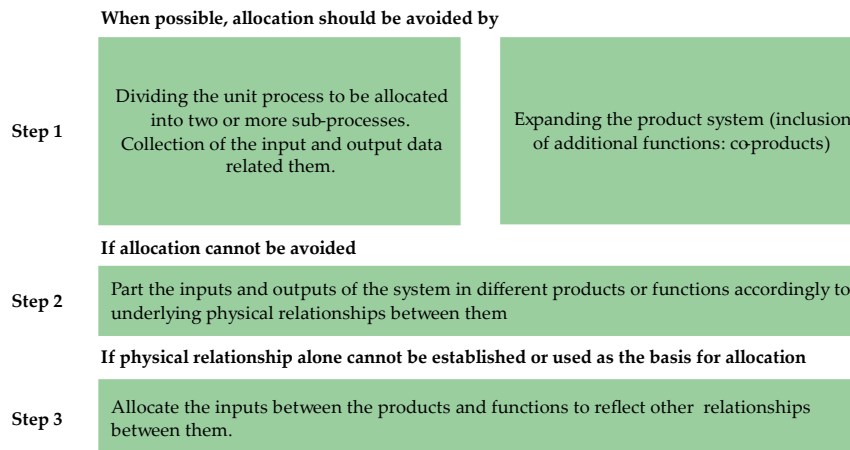 When possible, allocation should be avoided by
Step 1
Dividing the unit process to be allocated
into two or more sub-processes.
Collection of the input and output data
related them.
Expanding the product system (inclusion
of additional functions: co-products)
If allocation cannot be avoided
Step 2
Part the inputs and outputs of the system in different products or functions accordingly to
underlying physical relationships between them
If physical relationship alone cannot be established or used as the basis for allocation
Step 3
Allocate the inputs between the products and functions to reflect other relationships
between them.